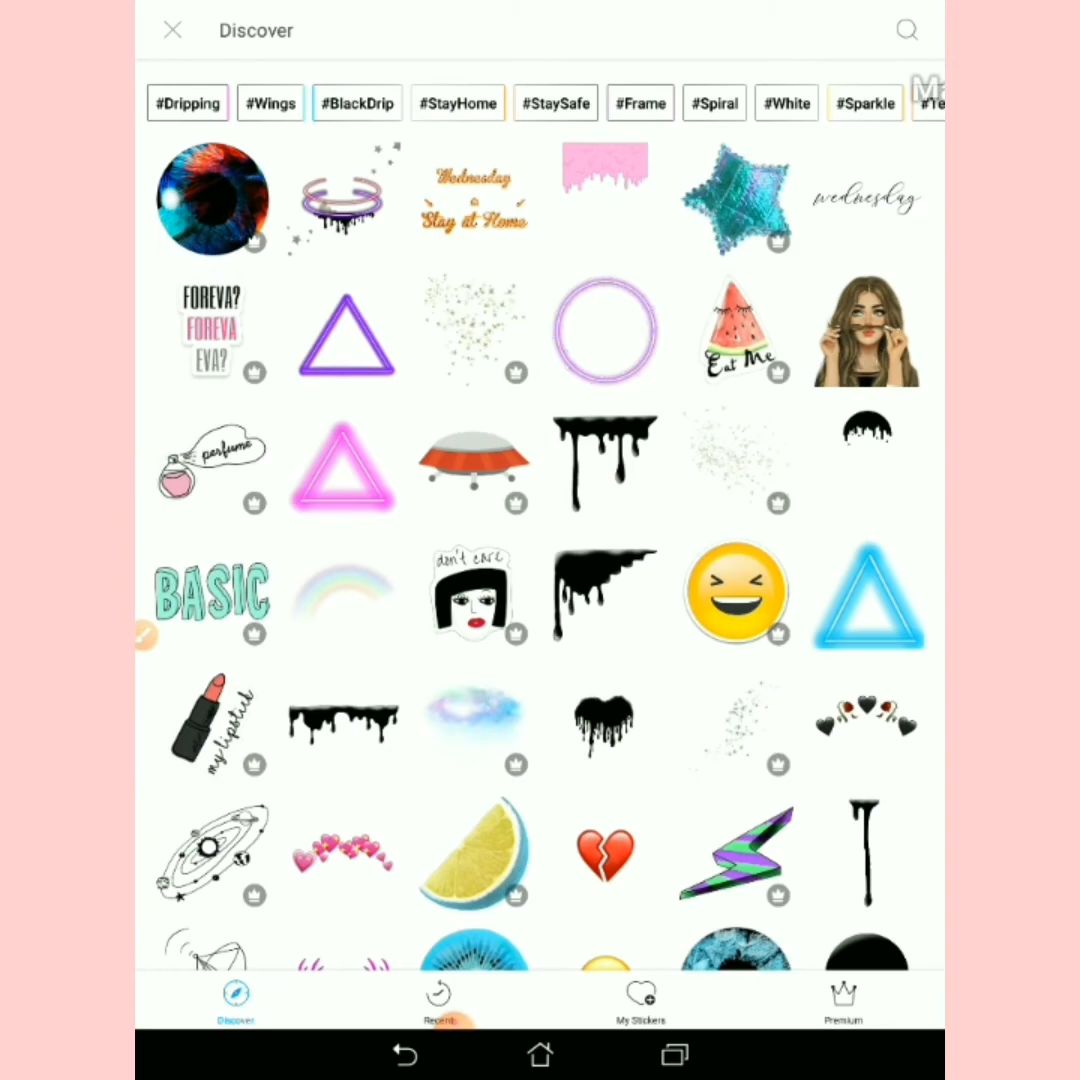 Discover
#Dripping #Wings #BlackDrip #StayHome #StaySafe #Frame #Spiral #White #Sparkle
Wednesday
Stay at Home
wednesday
FOREVA?
FOREVA
EVA?
Eat Me
perfume
BASIC
don't care
my lipstick
Discover Recents My Stickers Premium